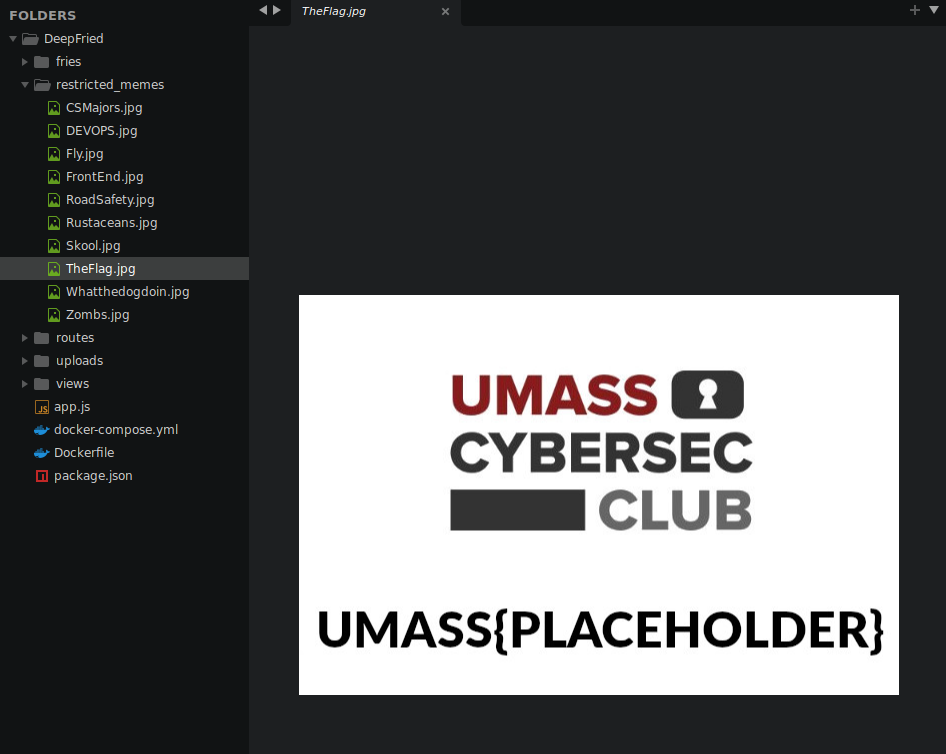 FOLDERS
TheFlag.jpg
DeepFried
fries
restricted_memes
CSMajors.jpg
DEVOPS.jpg
Fly.jpg
FrontEnd.jpg
RoadSafety.jpg
Rustaceans.jpg
Skool.jpg
TheFlag.jpg
Whatthedogdoin.jpg
Zombs.jpg
routes
uploads
views
JS app.js
docker-compose.yml
Dockerfile
package.json
UMASS
CYBERSEC
CLUB
UMASS{PLACEHOLDER}